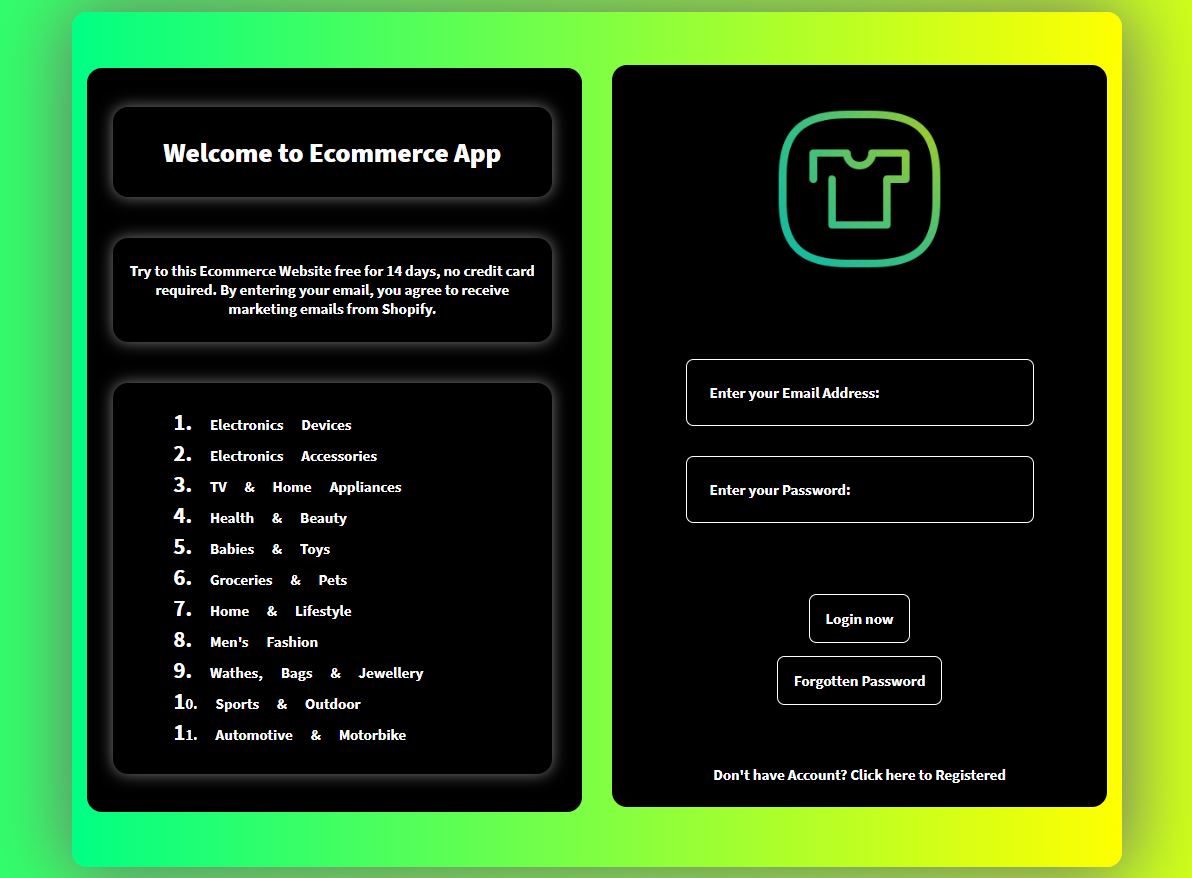 Welcome to Ecommerce App
Try to this Ecommerce Website free for 14 days, no credit card
required. By entering your email, you agree to receive
marketing emails from Shopify.
1. Electronics Devices
2. Electronics Accessories
3. TV & Home Appliances
4. Health & Beauty
5. Babies & Toys
6. Groceries & Pets
7. Home & Lifestyle
8. Men's Fashion
9. Wathes, Bags & Jewellery
10. Sports & Outdoor
11. Automotive & Motorbike
Enter your Email Address:
Enter your Password:
Login now
Forgotten Password
Don't have Account? Click here to Registered